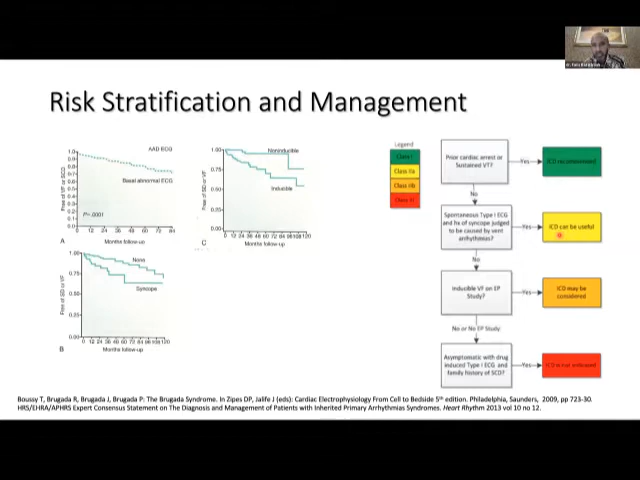 Risk Stratification and Management
AAD ECG
Basal abnormal ECG
P=.0001
Months follow-up
A
Noninducible
Inducible
Months follow-up
C
None
Syncope
Months follow-up
B
Legend
Class I
Class IIa
Class IIb
Class III
Prior cardiac arrest or
Sustained VT?
Yes
ICD recommended
No
Spontaneous Type I ECG
and hx of syncope judged
to be caused by vent
arrhythmias?
Yes
ICD can be useful
No
Inducible VF on EP
Study?
Yes
ICD may be
considered
No or No EP Study
Asymptomatic with drug
induced Type I ECG and
family history of SCD?
Yes
ICD is not indicated
Boussy T, Brugada R, Brugada J, Brugada P: The Brugada Syndrome. In Zipes DP, Jalife J (eds): Cardiac Electrophysiology From Cell to Bedside 5th edition. Philadelphia, Saunders, 2009, pp 723-30.
HRS/EHRA/APHRS Expert Consensus Statement on The Diagnosis and Management of Patients with Inherited Primary Arrhythmias Syndromes. Heart Rhythm 2013 vol 10 no 12.